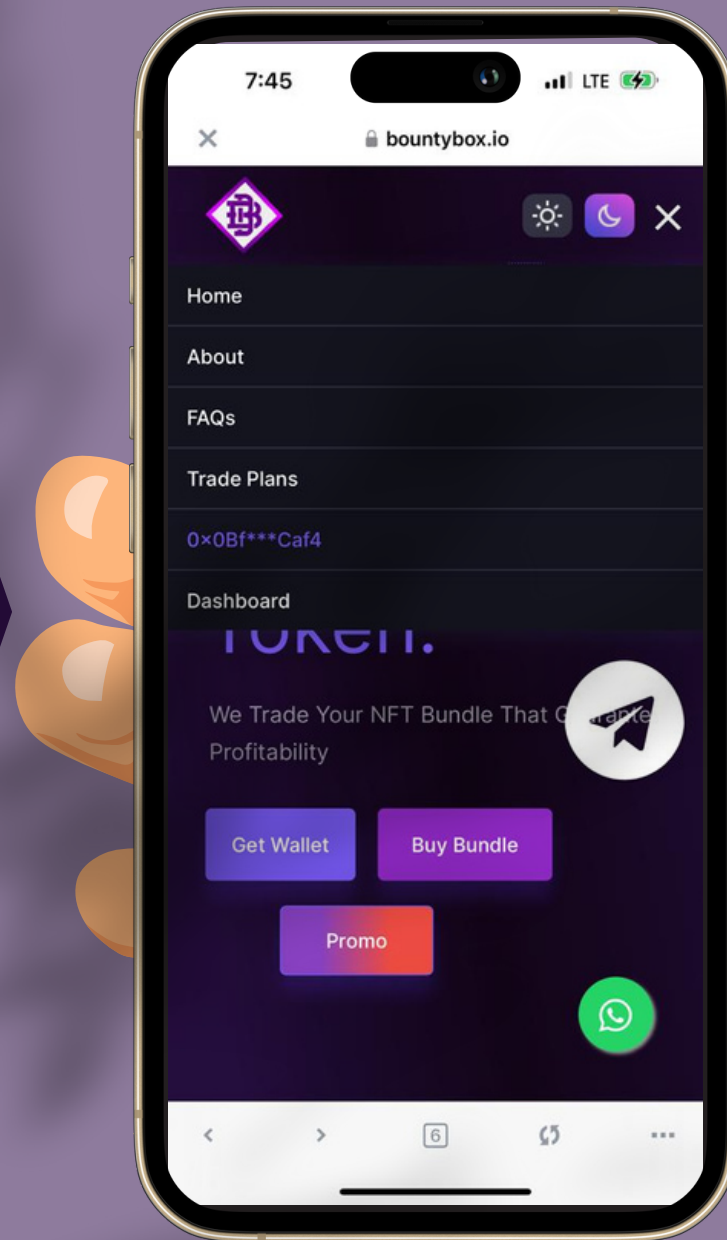 7:45
LTE
bountybox.io
Home
About
FAQs
Trade Plans
0×0Bf***Caf4
Dashboard
Token.
We Trade Your NFT Bundle That
Profitability
Get Wallet
Buy Bundle
Promo
6